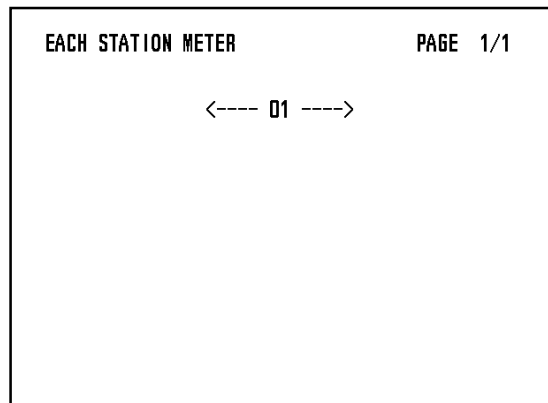 EACH STATION METER PAGE 1/1
<---- 01 ---->